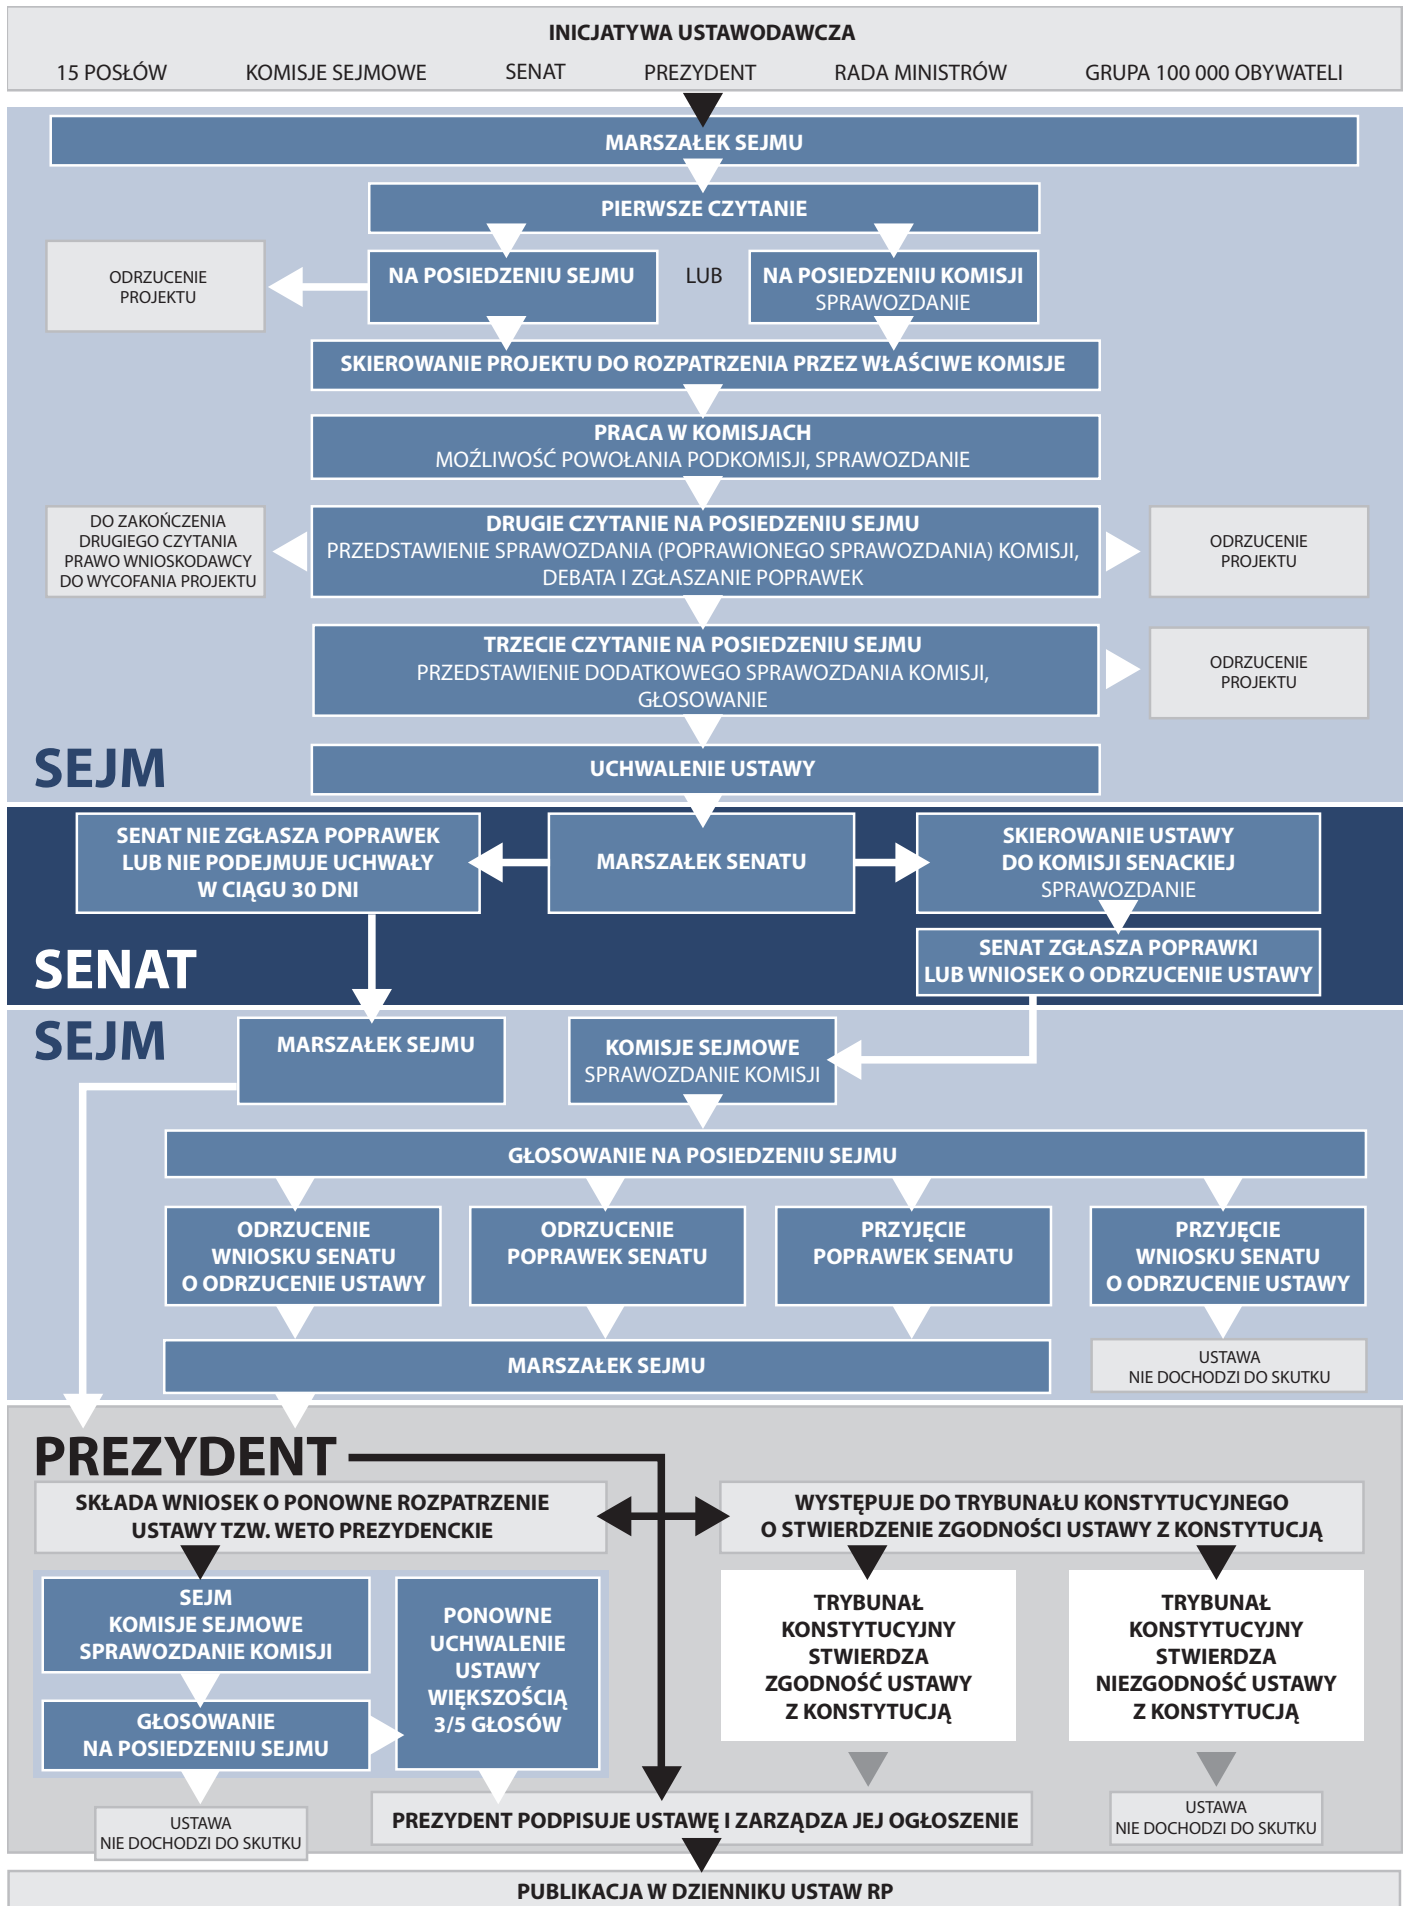 INICJATYWA USTAWODAWCZA
15 POSŁÓW KOMISJE SEJMOWE SENAT PREZYDENT RADA MINISTRÓW GRUPA 100 000 OBYWATELI
MARSZAŁEK SEJMU
PIERWSZE CZYTANIE
ODRZUCENIE
PROJEKTU
NA POSIEDZENIU SEJMU
LUB
NA POSIEDZENIU KOMISJI
SPRAWOZDANIE
SKIEROWANIE PROJEKTU DO ROZPATRZENIA PRZEZ WŁAŚCIWE KOMISJE
PRACA W KOMISJACH
MOŹLIWOŚĆ POWOŁANIA PODKOMISJI, SPRAWOZDANIE
DO ZAKOŃCZENIA
DRUGIEGO CZYTANIA
PRAWO WNIOSKODAWCY
DO WYCOFANIA PROJEKTU
DRUGIE CZYTANIE NA POSIEDZENIU SEJMU
PRZEDSTAWIENIE SPRAWOZDANIA (POPRAWIONEGO SPRAWOZDANIA) KOMISJI,
DEBATA I ZGŁASZANIE POPRAWEK
ODRZUCENIE
PROJEKTU
TRZECIE CZYTANIE NA POSIEDZENIU SEJMU
PRZEDSTAWIENIE DODATKOWEGO SPRAWOZDANIA KOMISJI,
GŁOSOWANIE
ODRZUCENIE
PROJEKTU
SEJM
UCHWALENIE USTAWY
SENAT NIE ZGŁASZA POPRAWEK
LUB NIE PODEJMUJE UCHWAŁY
W CIĄGU 30 DNI
MARSZAŁEK SENATU
SKIEROWANIE USTAWY
DO KOMISJI SENACKIEJ
SPRAWOZDANIE
SENAT
SENAT ZGŁASZA POPRAWKI
LUB WNIOSEK O ODRZUCENIE USTAWY
SEJM
MARSZAŁEK SEJMU
KOMISJE SEJMOWE
SPRAWOZDANIE KOMISJI
GŁOSOWANIE NA POSIEDZENIU SEJMU
ODRZUCENIE
WNIOSKU SENATU
O ODRZUCENIE USTAWY
ODRZUCENIE
POPRAWEK SENATU
PRZYJĘCIE
POPRAWEK SENATU
PRZYJĘCIE
WNIOSKU SENATU
O ODRZUCENIE USTAWY
MARSZAŁEK SEJMU
USTAWA
NIE DOCHODZI DO SKUTKU
PREZYDENT
SKŁADA WNIOSEK O PONOWNE ROZPATRZENIE
USTAWY TZW. WETO PREZYDENCKIE
WYSTĘPUJE DO TRYBUNAŁU KONSTYTUCYJNEGO
O STWIERDZENIE ZGODNOŚCI USTAWY Z KONSTYTUCJĄ
SEJM
KOMISJE SEJMOWE
SPRAWOZDANIE KOMISJI
GŁOSOWANIE
NA POSIEDZENIU SEJMU
PONOWNE
UCHWALENIE
USTAWY
WIĘKSZOŚCIĄ
3/5 GŁOSÓW
TRYBUNAŁ
KONSTYTUCYJNY
STWIERDZA
ZGODNOŚĆ USTAWY
Z KONSTYTUCJĄ
TRYBUNAŁ
KONSTYTUCYJNY
STWIERDZA
NIEZGODNOŚĆ USTAWY
Z KONSTYTUCJĄ
USTAWA
NIE DOCHODZI DO SKUTKU
PREZYDENT PODPISUJE USTAWĘ I ZARZĄDZA JEJ OGŁOSZENIE
USTAWA
NIE DOCHODZI DO SKUTKU
PUBLIKACJA W DZIENNIKU USTAW RP